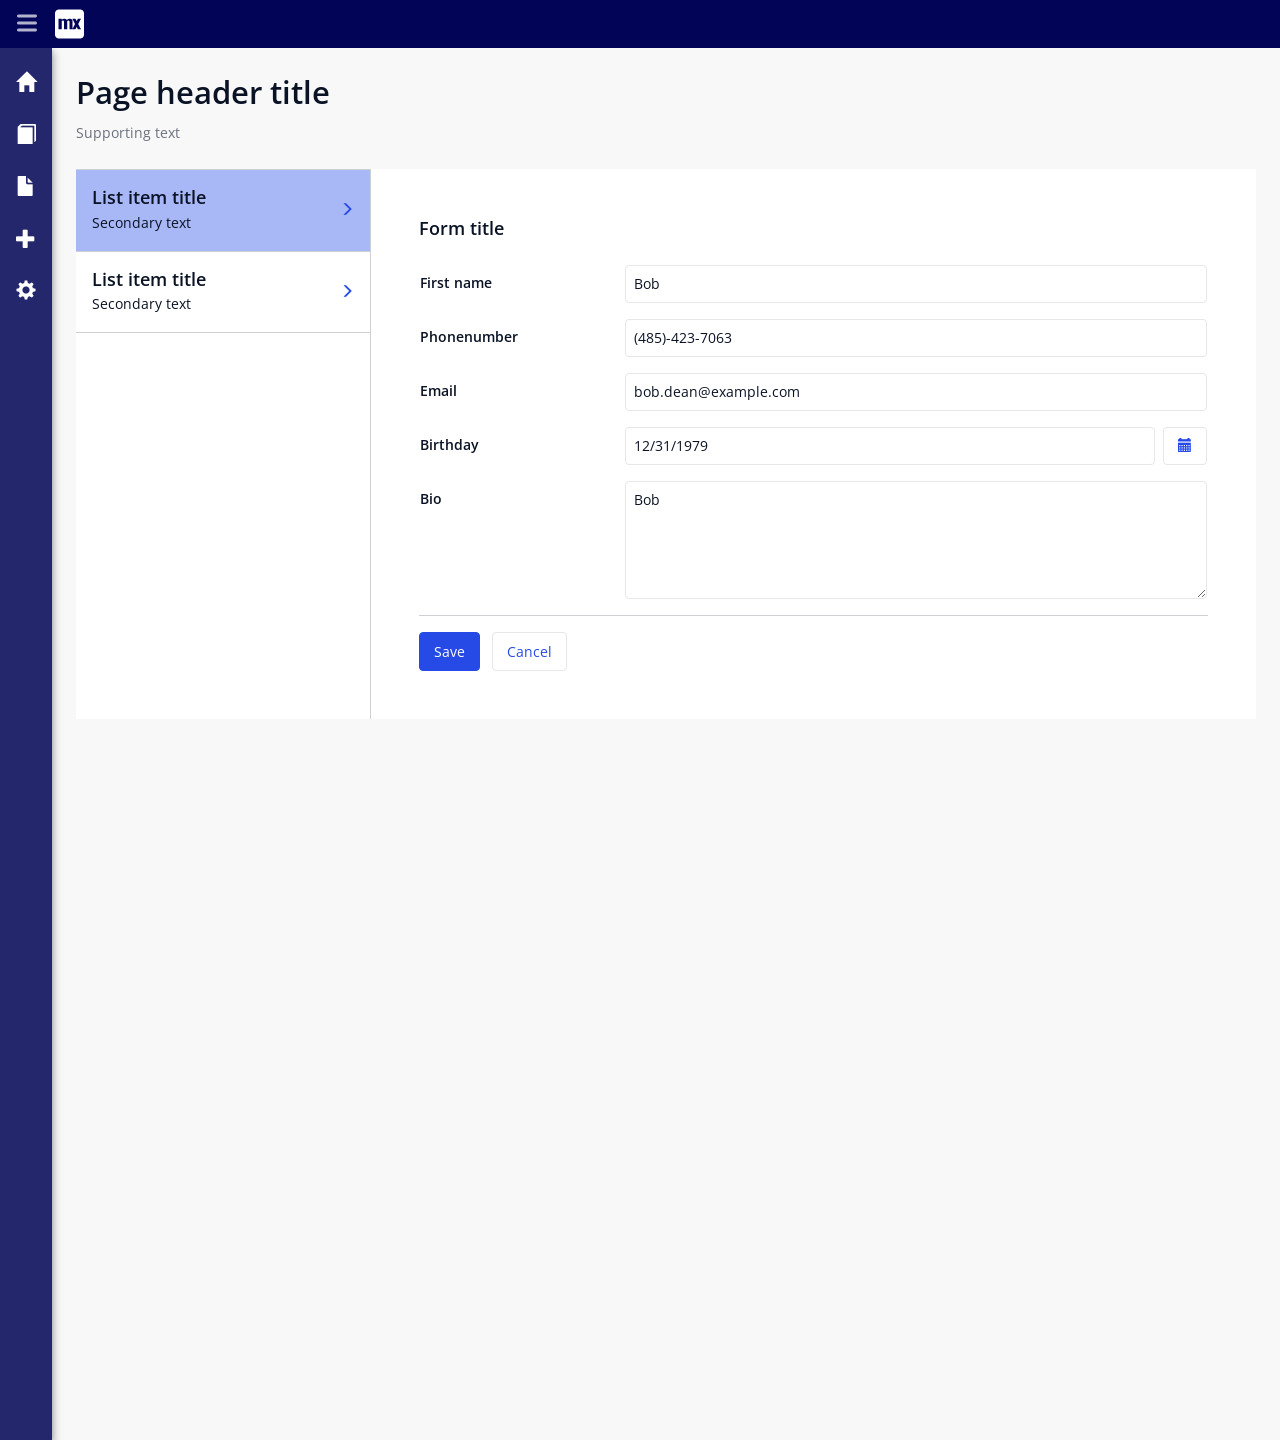 mx
Page header title
Supporting text
List item title
Secondary text
List item title
Secondary text
Form title
First name
Bob
Phonenumber
(485)-423-7063
Email
bob.dean@example.com
Birthday
12/31/1979
Bio
Bob
Save
Cancel